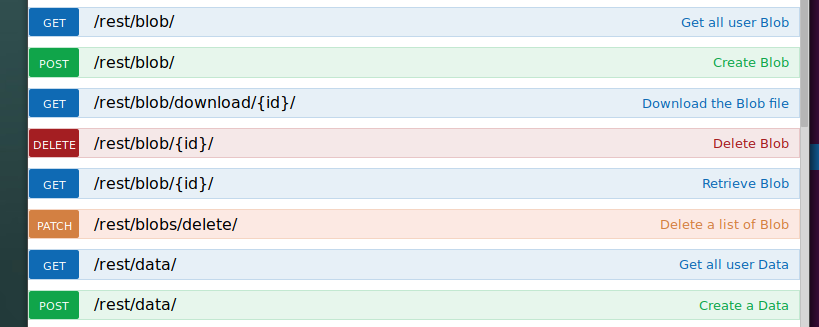 GET /rest/blob/ Get all user Blob
POST /rest/blob/ Create Blob
GET /rest/blob/download/{id}/ Download the Blob file
DELETE /rest/blob/{id}/ Delete Blob
GET /rest/blob/{id}/ Retrieve Blob
PATCH /rest/blobs/delete/ Delete a list of Blob
GET /rest/data/ Get all user Data
POST /rest/data/ Create a Data